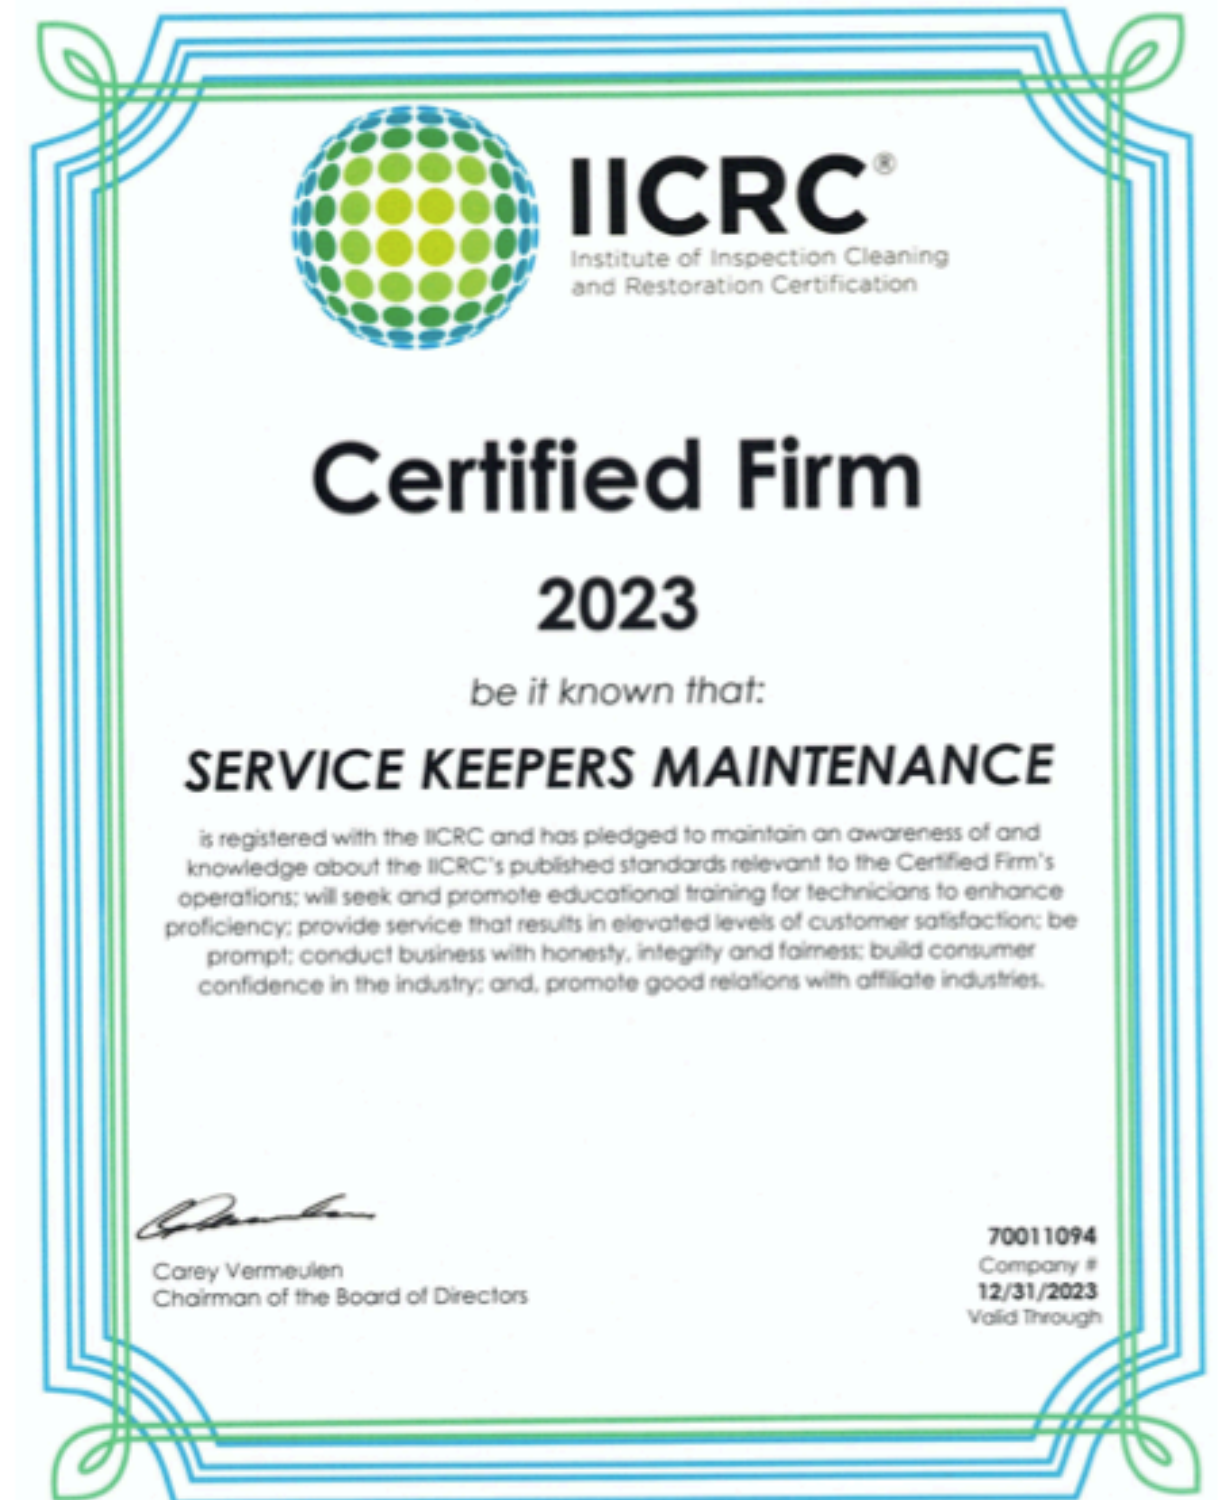 IICRC®
Institute of Inspection Cleaning
and Restoration Certification
Certified Firm
2023
be it known that:
SERVICE KEEPERS MAINTENANCE
is registered with the IICRC and has pledged to maintain an awareness of and
knowledge about the IICRC's published standards relevant to the Certified Firm's
operations; will seek and promote educational training for technicians to enhance
proficiency; provide service that results in elevated levels of customer satisfaction; be
prompt; conduct business with honesty, integrity and fairness; build consumer
confidence in the industry; and, promote good relations with affiliate industries.
Carey Vermeulen
Chairman of the Board of Directors
70011094
Company #
12/31/2023
Valid Through